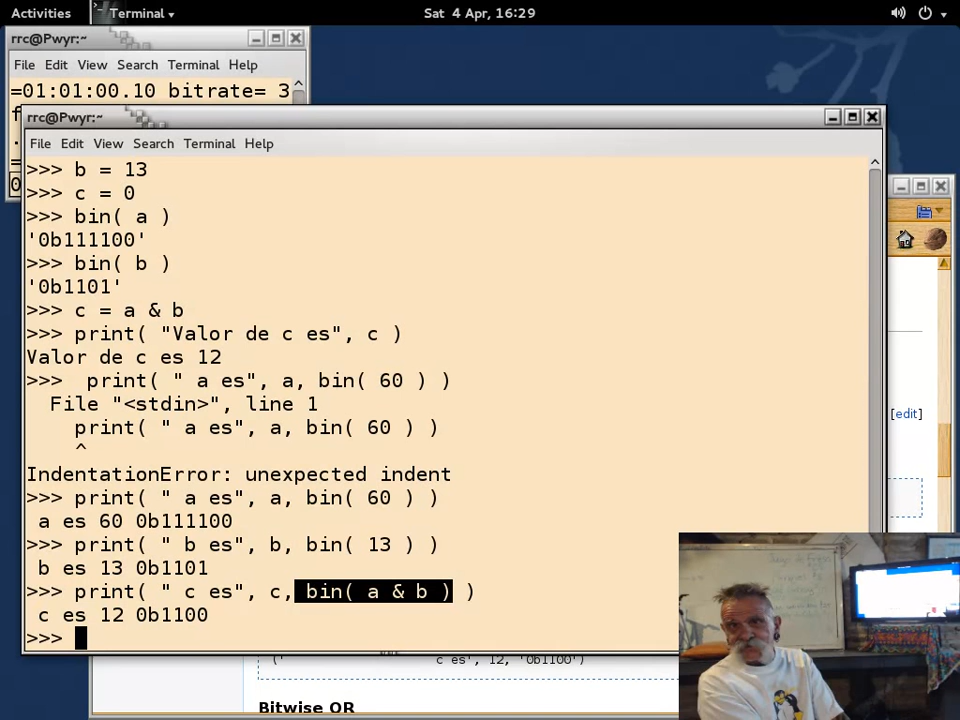 Activities Terminal Sat 4 Apr, 16:29
rrc@Pwyr:~
File Edit View Search Terminal Help
=01:01:00.10 bitrate= 3
rrc@Pwyr:~
File Edit View Search Terminal Help
>>> b = 13
>>> c = 0
>>> bin( a )
'0b111100'
>>> bin( b )
'0b1101'
>>> c = a & b
>>> print( "Valor de c es", c )
Valor de c es 12
>>>  print( " a es", a, bin( 60 ) )
File "<stdin>", line 1
print( " a es", a, bin( 60 ) )
^
IndentationError: unexpected indent
>>> print( " a es", a, bin( 60 ) )
a es 60 0b111100
>>> print( " b es", b, bin( 13 ) )
b es 13 0b1101
>>> print( " c es", c, bin( a & b ) )
c es 12 0b1100
>>>
[edit]
(' c es', 12, '0b1100')
Bitwise OR